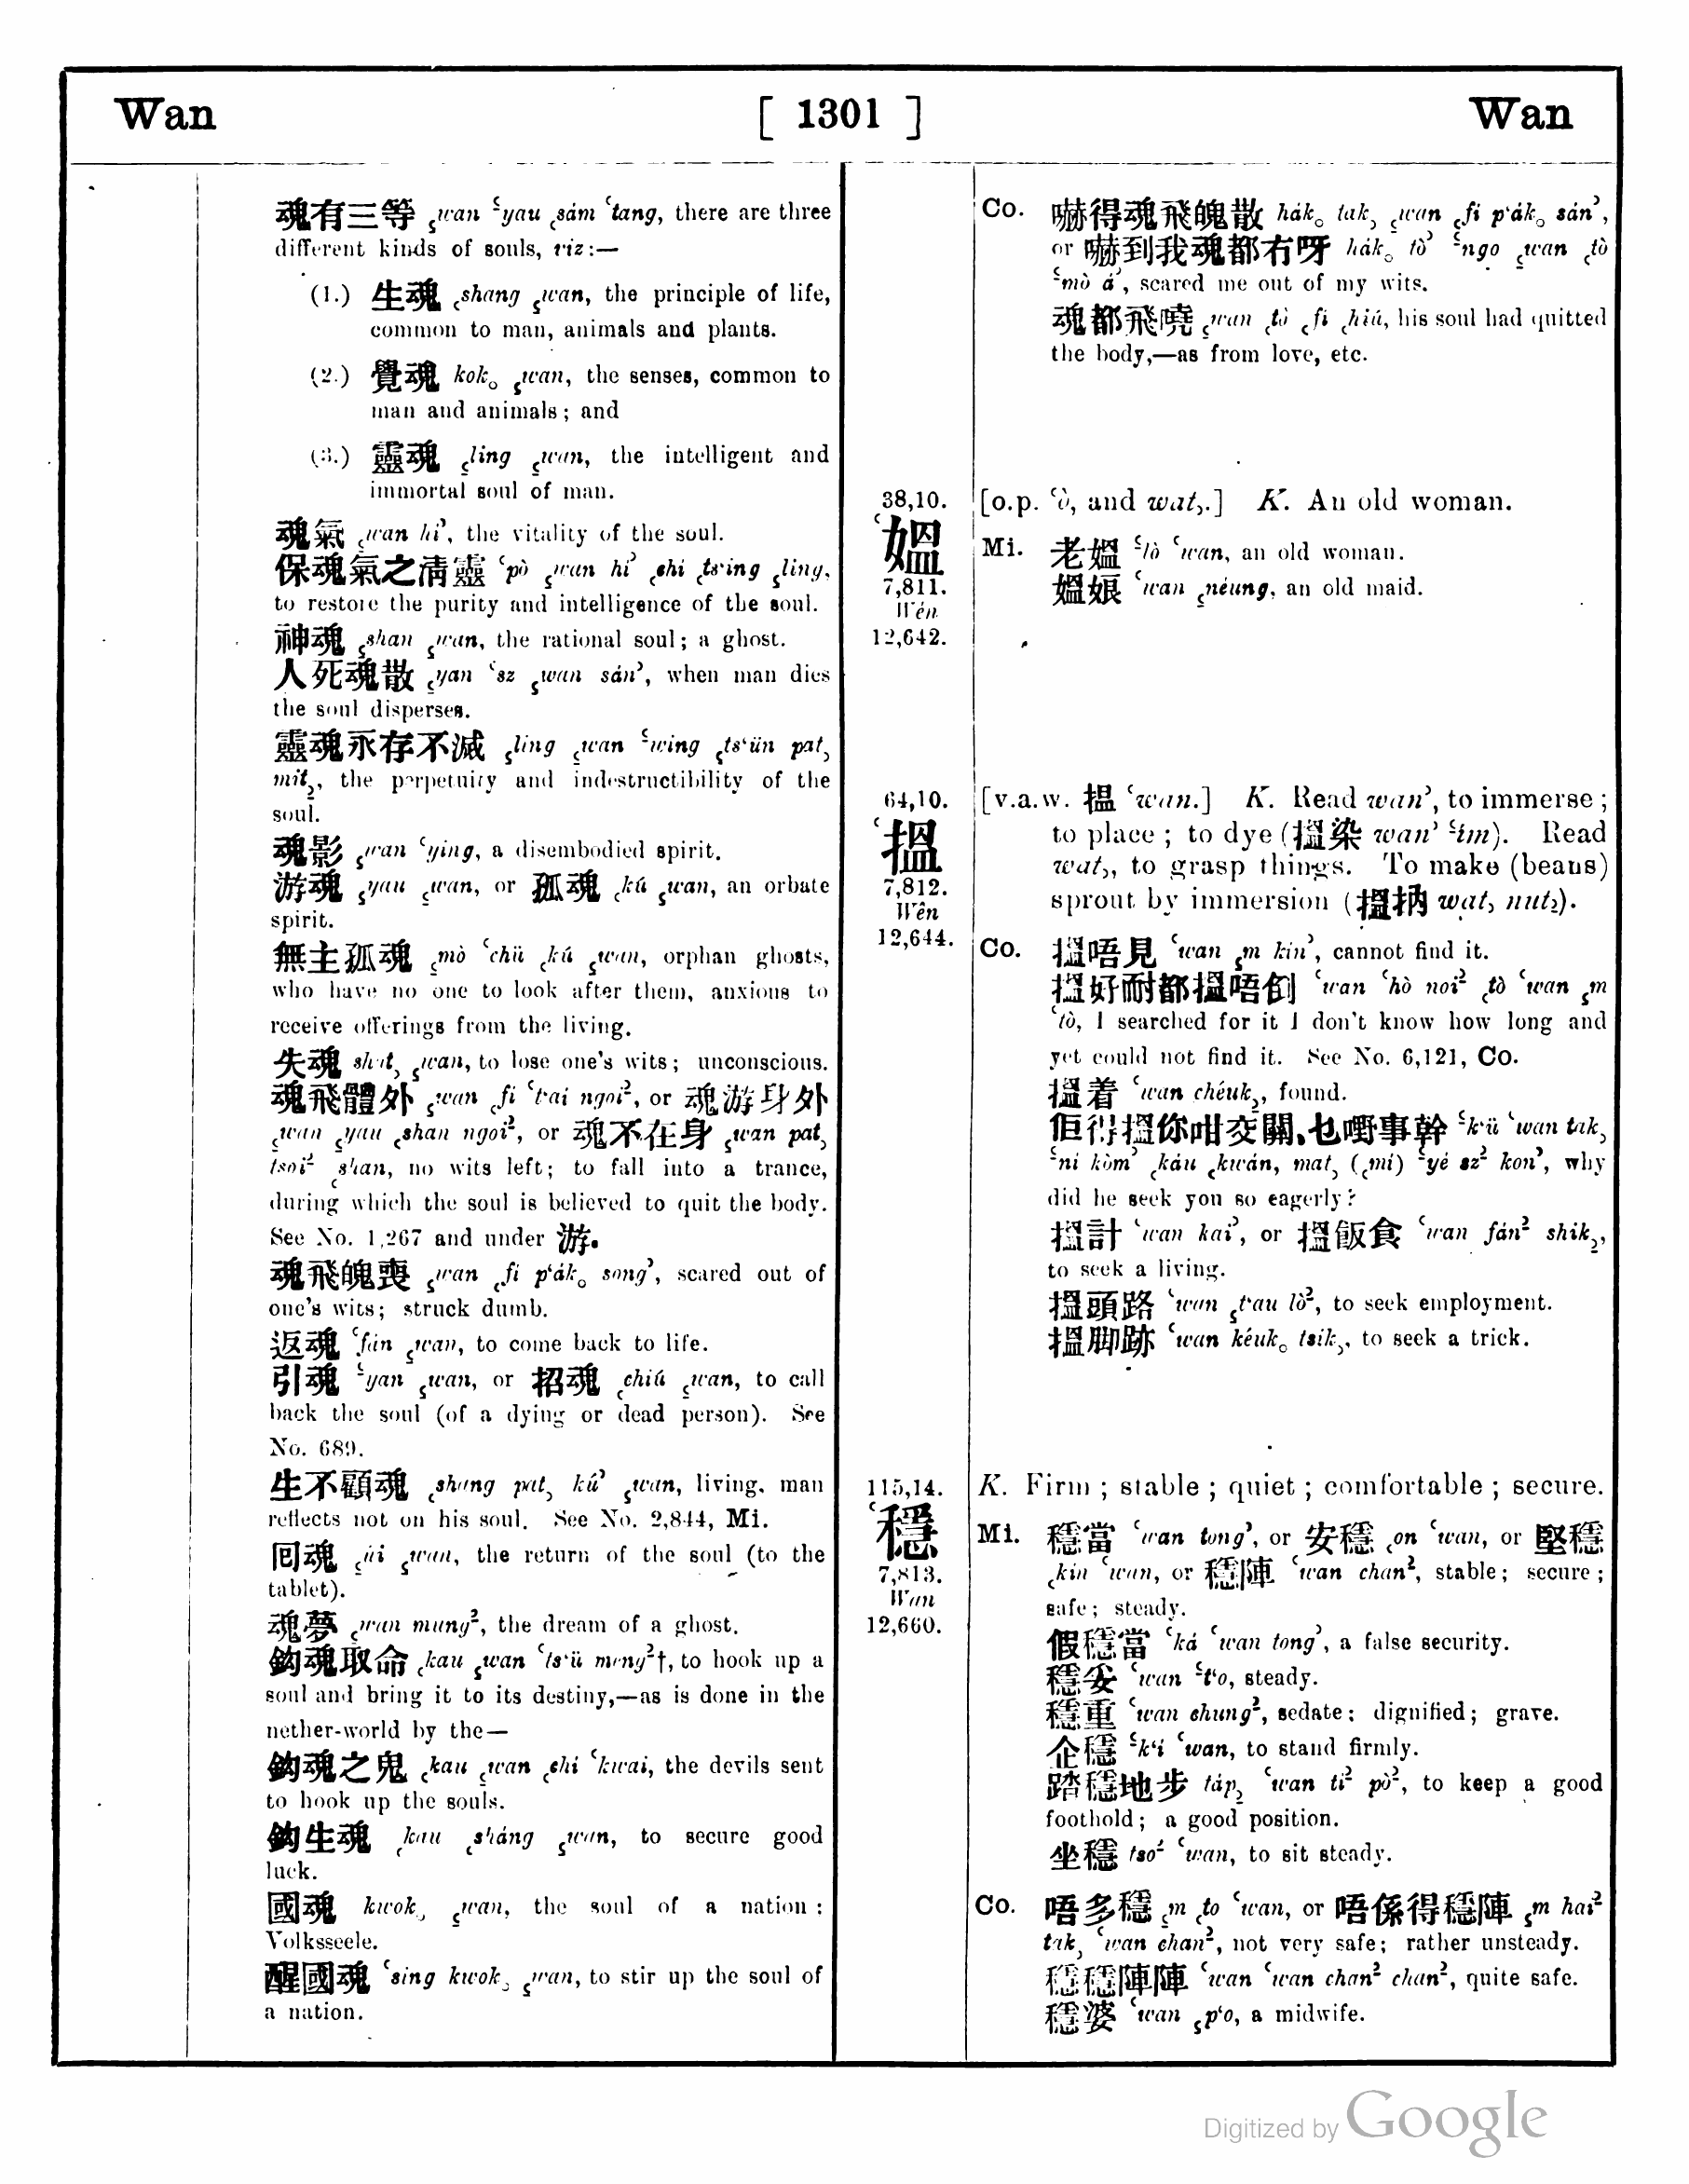 Wan [ 1301 ] Wan
魂有三等 ꜁wan ꜃yau ꜀sám ꜂tang, there are three
different kinds of souls, viz:—
(1.) 生魂 ꜀shang ꜁wan, the principle of life,
common to man, animals and plants.
(2.) 覺魂 kok꜀ ꜁wan, the senses, common to
man and animals; and
(3.) 靈魂 ꜁ling ꜁wan, the intelligent and
immortal soul of man.
魂氣 ꜁wan hi꜄, the vitality of the soul.
保魂氣之清靈 ꜂pò ꜁wan hi꜄ ꜀chi ꜀ts‘ing ꜁ling,
to restore the purity and intelligence of the soul.
神魂 ꜁shan ꜁wan, the rational soul; a ghost.
人死魂散 ꜁yan ꜂sz ꜁wan sán꜄, when man dies
the soul disperses.
靈魂永存不滅 ꜁ling ꜁wan ꜃wing ꜁ts‘ün pat꜆
mit꜇, the perpetuity and indestructibility of the
soul.
魂影 ꜁wan ꜂ying, a disembodied spirit.
游魂 ꜁yau ꜁wan, or 孤魂 ꜀kú ꜁wan, an orbate
spirit.
無主孤魂 ꜁mò ꜂chü ꜀kú ꜁wan, orphan ghosts,
who have no one to look after them, anxious to
receive offerings from the living.
失魂 shat꜆ ꜁wan, to lose one's wits; unconscious.
魂飛體外 ꜁wan ꜀fi ꜂t‘ai ngoi², or 魂游身外
꜁wan ꜁yau ꜀shan ngoi², or 魂不在身 ꜁wan pat꜆
tsoi² ꜀shan, no wits left; to fall into a trance,
during which the soul is believed to quit the body.
See No. 1,267 and under 游.
魂飛魄喪 ꜁wan ꜀fi p‘ák꜀ song꜄, scared out of
one's wits; struck dumb.
返魂 ꜂fán ꜁wan, to come back to life.
引魂 ꜃yan ꜁wan, or 招魂 ꜀chiú ꜁wan, to call
back the soul (of a dying or dead person). See
No. 689.
生不顧魂 ꜀shang pat꜆ kú꜄ ꜁wan, living, man
reflects not on his soul. See No. 2,844, Mi.
囘魂 ꜁úi ꜁wan, the return of the soul (to the
tablet).
魂夢 ꜁wan mung², the dream of a ghost.
鈎魂取命 ꜀kau ꜁wan ꜂ts‘ü meng²†, to hook up a
soul and bring it to its destiny,—as is done in the
nether-world by the—
鈎魂之鬼 ꜀kau ꜁wan ꜀chi ꜂kwai, the devils sent
to hook up the souls.
鈎生魂 ꜀kau ꜀sháng ꜁wan, to secure good
luck.
國魂 kwok꜆ ꜁wan, the soul of a nation:
Volksseele.
醒國魂 ꜂sing kwok꜆ ꜁wan, to stir up the soul of
a nation.
Co. 嚇得魂飛魄散 hák꜀ tak꜆ ꜁wan ꜀fi p‘ák꜀ sán꜄,
or 嚇到我魂都冇呀 hák꜀ tò꜄ ꜃ngo ꜁wan ꜀tò
꜃mò á꜄, scared me out of my wits.
魂都飛嘵 ꜁wan ꜀tò ꜀fi ꜀hiú, his soul had quitted
the body,—as from love, etc.
38,10.
꜂媼
7,811.
Wén
12,642.
[o.p. ꜂ò, and wat꜆.] K. An old woman.
Mi. 老媼 ꜃lò ꜂wan, an old woman.
媼娘 ꜂wan ꜁néung, an old maid.
64,10.
꜂搵
7,812.
Wên
12,644.
[v.a.w. 揾 ꜂wan.] K. Read wan꜄, to immerse;
to place; to dye (搵染 wan꜄ ꜃im). Read
wat꜆, to grasp things. To make (beans)
sprout by immersion (搵抐 wat꜆ nut꜇).
Co. 搵唔見 ꜂wan ꜁m kin꜄, cannot find it.
搵好耐都搵唔倒 ꜂wan ꜂hò noi² ꜀tò ꜂wan ꜁m
꜂tò, I searched for it I don't know how long and
yet could not find it. See No. 6,121, Co.
搵着 ꜂wan chéuk꜇, found.
佢得搵你咁交關、乜嘢事幹 ꜃k‘ü ꜂wan tak꜆
꜃ni kòm꜄ ꜀káu ꜀kwán, mat꜆ (꜀mi) ꜃yé sz² kon꜄, why
did he seek you so eagerly?
搵計 ꜂wan kai꜄, or 搵飯食 ꜂wan fán² shik꜇,
to seek a living.
搵頭路 ꜂wan ꜁t‘au lò², to seek employment.
搵脚跡 ꜂wan kéuk꜀ tsik꜆, to seek a trick.
115,14.
꜂穩
7,813.
Wan
12,660.
K. Firm; stable; quiet; comfortable; secure.
Mi. 穩當 ꜂wan tong꜄, or 安穩 ꜀on ꜂wan, or 堅穩
꜀kin ꜂wan, or 穩陣 ꜂wan chan², stable; secure;
safe; steady.
假穩當 ꜂ká ꜂wan tong꜄, a false security.
穩妥 ꜂wan ꜃t‘o, steady.
穩重 ꜂wan chung², sedate; dignified; grave.
企穩 ꜃k‘i ꜂wan, to stand firmly.
踏穩地步 táp꜇ ꜂wan ti² pò², to keep a good
foothold; a good position.
坐穩 tso² ꜂wan, to sit steady.
Co. 唔多穩 ꜁m ꜀to ꜂wan, or 唔係得穩陣 ꜁m hai²
tak꜆ ꜂wan chan², not very safe; rather unsteady.
穩穩陣陣 ꜂wan ꜂wan chan² chan², quite safe.
穩婆 ꜂wan ꜁p‘o, a midwife.
Digitized by Google